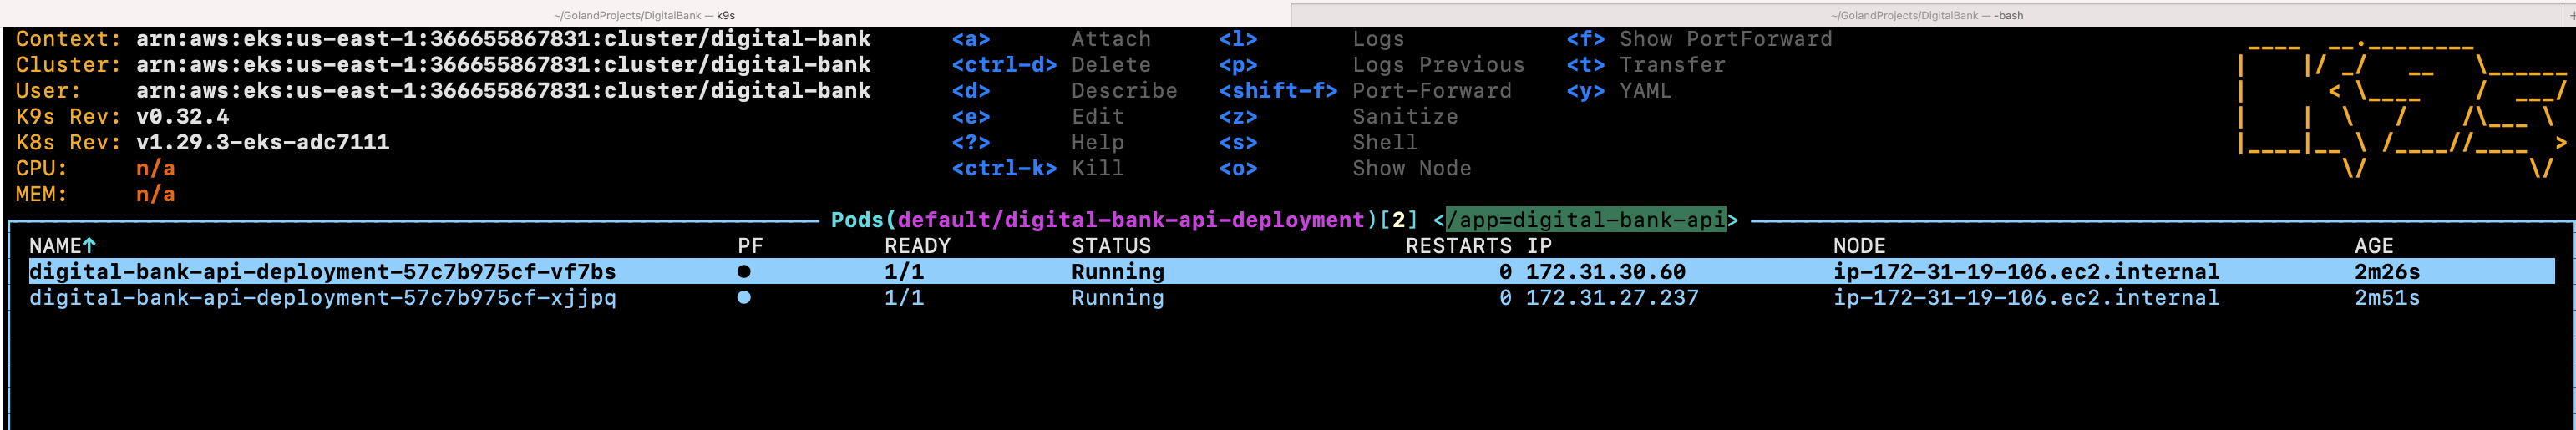 ~/GolandProjects/DigitalBank — k9s ~/GolandProjects/DigitalBank — -bash +
Context: arn:aws:eks:us-east-1:366655867831:cluster/digital-bank <a> Attach <l> Logs <f> Show PortForward
Cluster: arn:aws:eks:us-east-1:366655867831:cluster/digital-bank <ctrl-d> Delete <p> Logs Previous <t> Transfer
User: arn:aws:eks:us-east-1:366655867831:cluster/digital-bank <d> Describe <shift-f> Port-Forward <y> YAML
K9s Rev: v0.32.4 <e> Edit <z> Sanitize
K8s Rev: v1.29.3-eks-adc7111 <?> Help <s> Shell
CPU: n/a <ctrl-k> Kill <o> Show Node
MEM: n/a
Pods(default/digital-bank-api-deployment)[2] </app=digital-bank-api>
NAME↑ PF READY STATUS RESTARTS IP NODE AGE
digital-bank-api-deployment-57c7b975cf-vf7bs ● 1/1 Running 0 172.31.30.60 ip-172-31-19-106.ec2.internal 2m26s
digital-bank-api-deployment-57c7b975cf-xjjpq ● 1/1 Running 0 172.31.27.237 ip-172-31-19-106.ec2.internal 2m51s